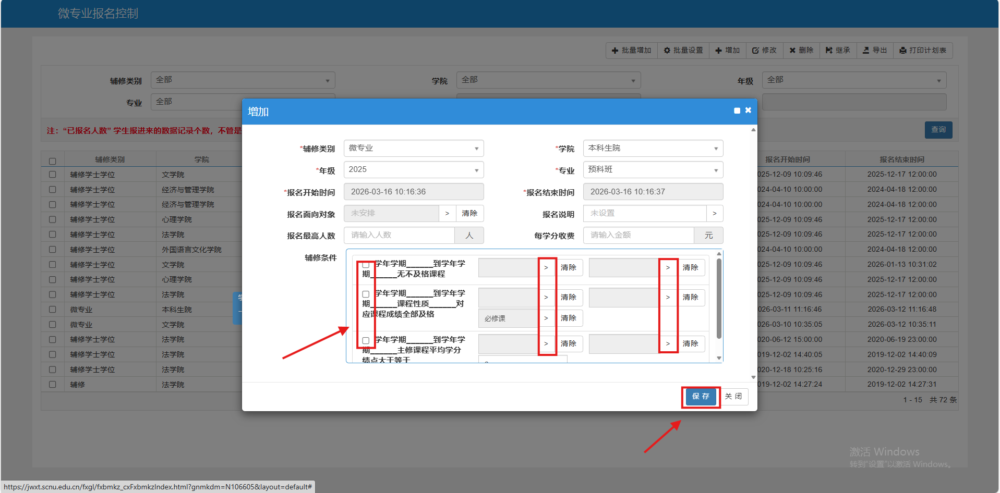 微专业报名控制
批量增加 批量设置 增加 修改 删除 继承 导出 打印计划表
辅修类别 全部 学院 全部 年级 全部
专业 全部
注：“已报名人数” 学生报进来的数据记录个数，不管是
查询
增加
*辅修类别 微专业 *学院 本科生院
*年级 2025 *专业 预科班
*报名开始时间 2026-03-16 10:16:36 *报名结束时间 2026-03-16 10:16:37
报名面向对象 未安排 > 清除 报名说明 未设置 >
报名最高人数 请输入人数 人 每学分收费 请输入金额 元
辅修条件
学年学期______到学年学
期______无不及格课程
> 清除 > 清除
学年学期______到学年学
期______课程性质______对
应课程成绩全部及格
> 清除 > 清除
必修课 > 清除
学年学期______到学年学
期______主修课程平均学分
绩点大于等于
> 清除 > 清除
保 存 关 闭
辅修类别 学院 报名开始时间 报名结束时间
辅修学士学位 文学院 025-12-09 10:09:46 2025-12-17 12:00:00
辅修学士学位 经济与管理学院 024-04-10 10:00:00 2024-04-18 12:00:00
辅修学士学位 经济与管理学院 024-04-10 10:00:00 2024-04-18 12:00:00
辅修学士学位 心理学院 025-12-09 10:09:46 2025-12-17 12:00:00
辅修学士学位 法学院 025-12-09 10:09:46 2025-12-17 12:00:00
辅修学士学位 外国语言文化学院 024-04-10 10:00:00 2024-04-18 12:00:00
辅修学士学位 文学院 025-12-09 10:09:46 2026-01-13 10:31:02
辅修学士学位 心理学院 025-12-09 10:09:46 2025-12-17 12:00:00
辅修学士学位 法学院 025-12-09 10:09:46 2025-12-17 12:00:00
微专业 本科生院 026-03-11 11:16:46 2026-03-12 11:16:48
微专业 文学院 026-03-10 10:35:05 2026-03-12 10:35:11
辅修学士学位 法学院 020-06-12 15:00:00 2020-06-19 23:00:00
辅修学士学位 法学院 019-12-02 14:40:05 2019-12-02 14:40:09
辅修学士学位 法学院 020-12-18 10:25:16 2020-12-29 23:00:00
辅修 法学院 019-12-02 14:27:24 2019-12-02 14:27:31
1 - 15 共 72 条
激活 Windows
转到“设置”以激活 Windows。
https://jwxt.scnu.edu.cn/fxgl/fxbmkz_cxFxbmkzIndex.html?gnmkdm=N106605&layout=default#